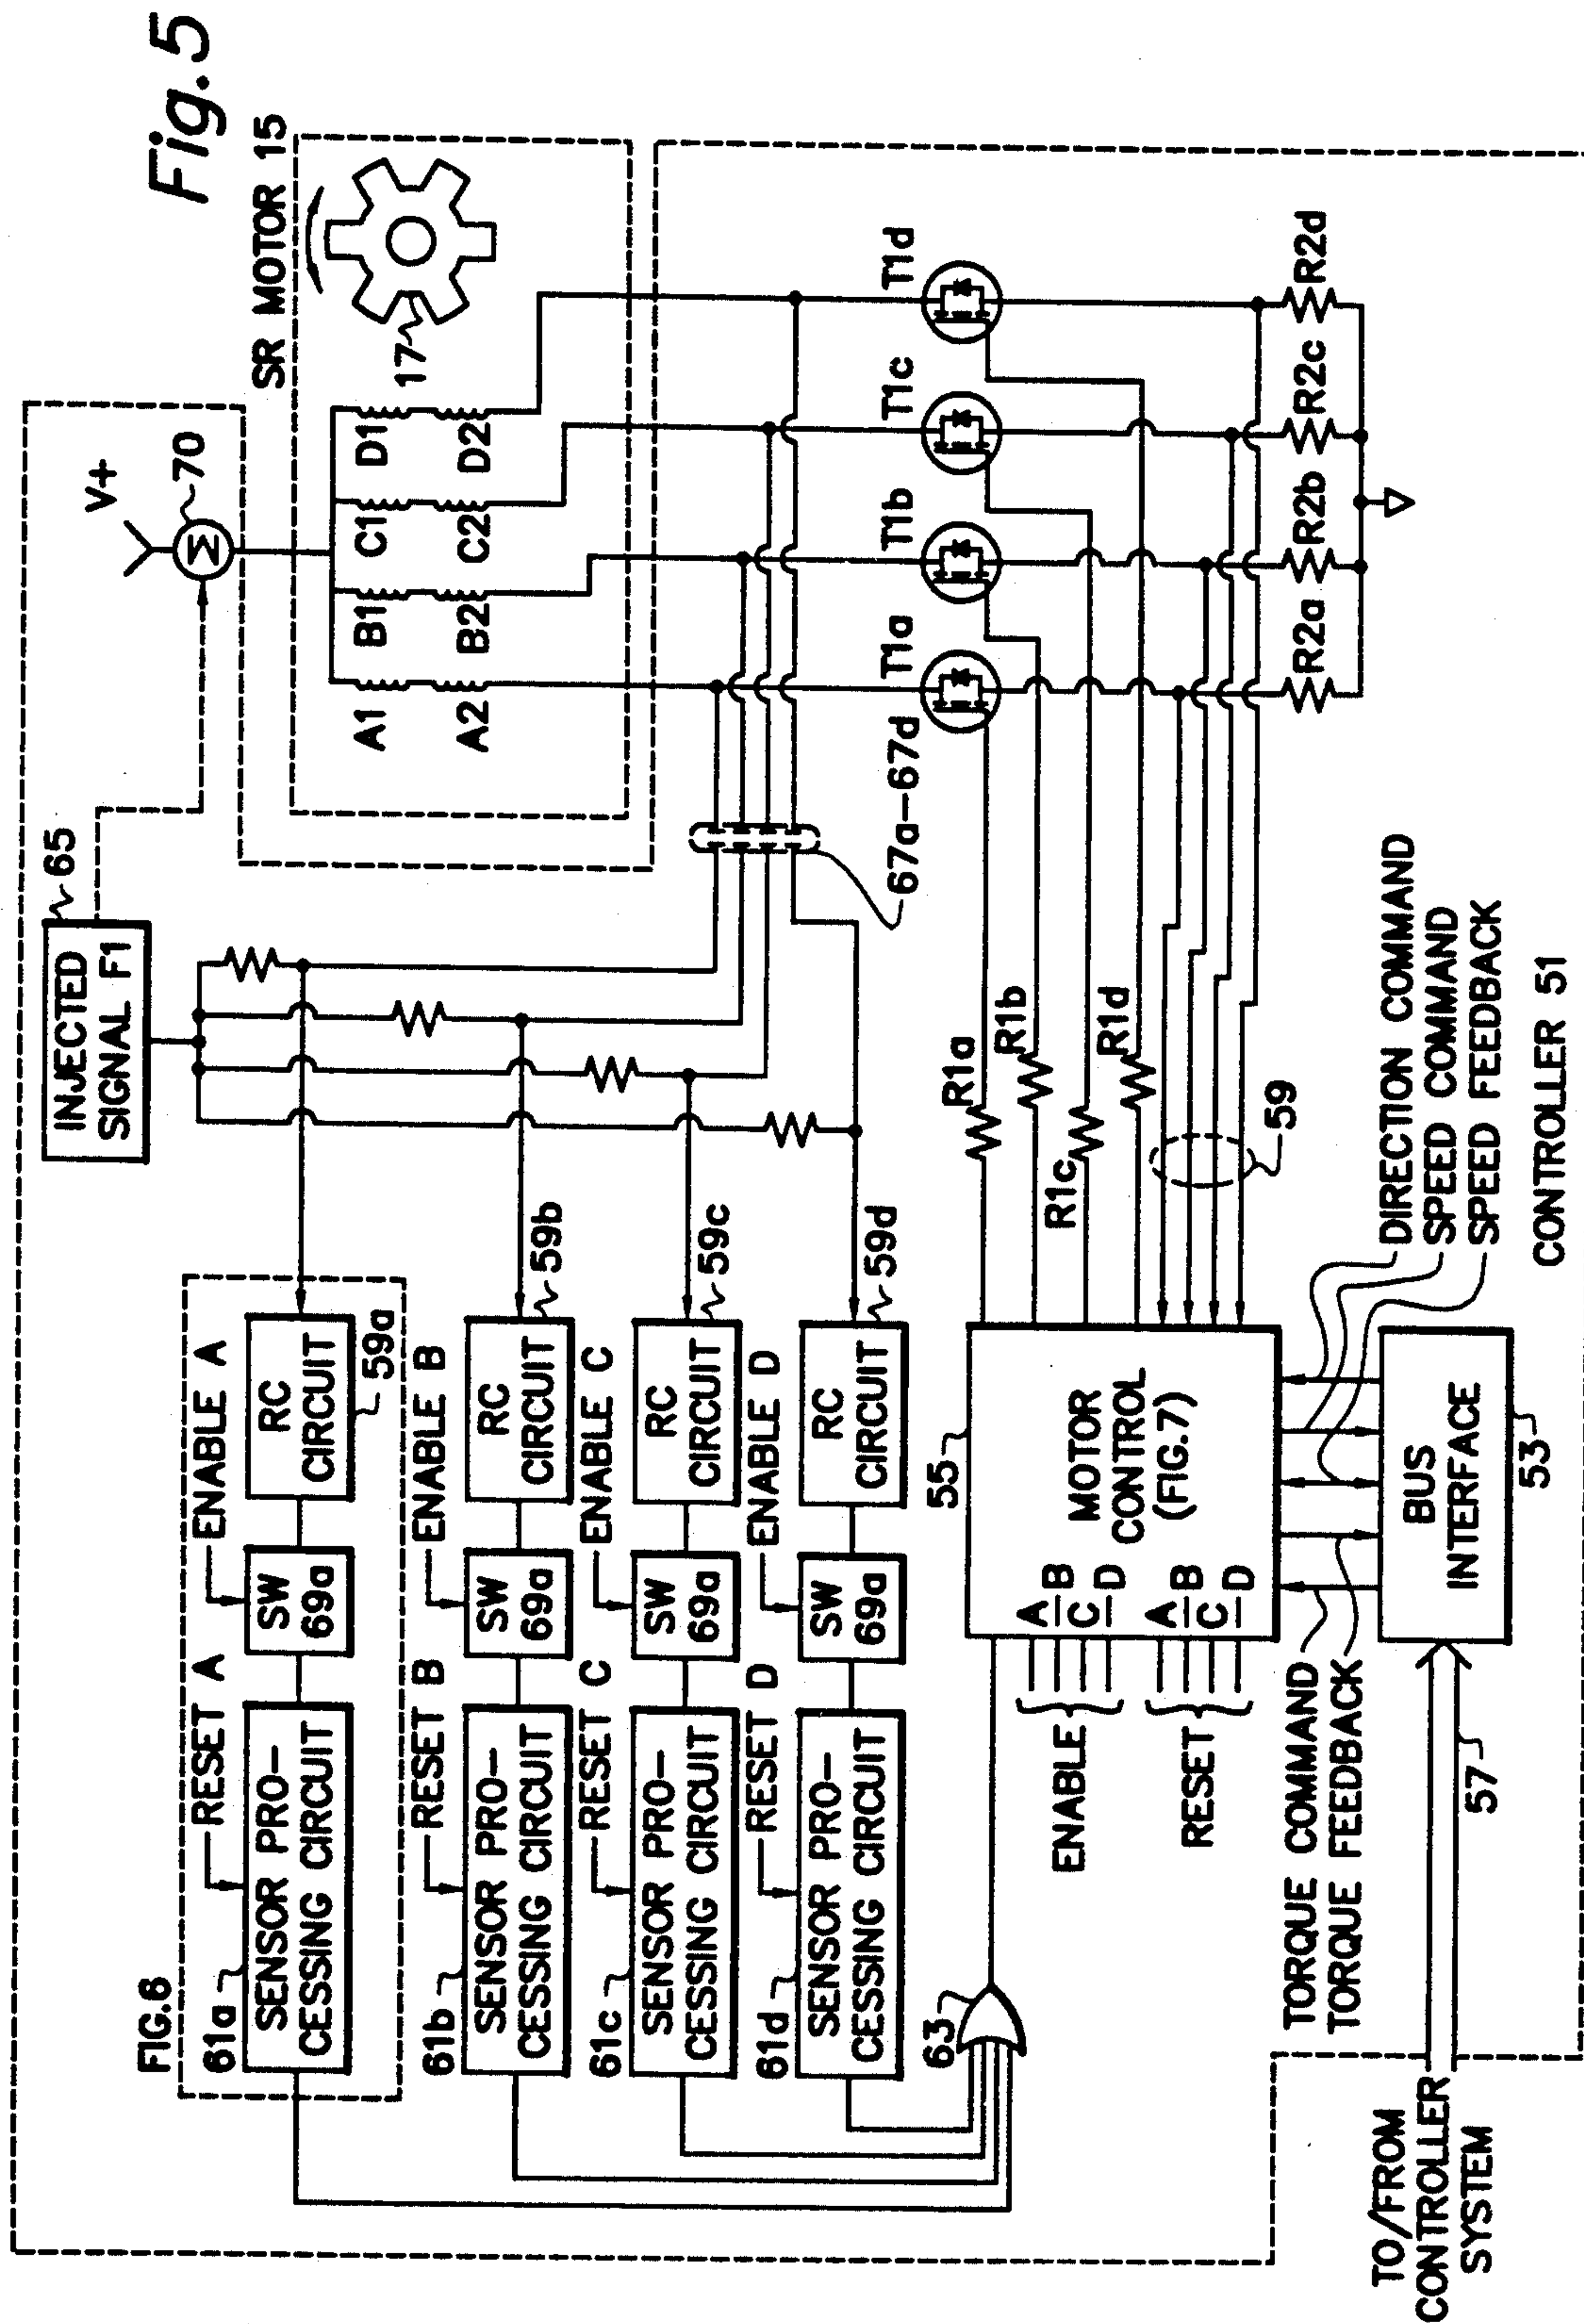 Fig.5
SR MOTOR 15
V+
70
17
A1
B1
C1
D1
A2
B2
C2
D2
INJECTED
SIGNAL F1
65
67a–67d
T1a
T1b
T1c
T1d
R2a
R2b
R2c
R2d
R1a
R1b
R1c
R1d
59
FIG.6
61a
SENSOR PRO–
CESSING CIRCUIT
RESET A
SW
69a
ENABLE A
RC
CIRCUIT
59a
61b
SENSOR PRO–
CESSING CIRCUIT
RESET B
SW
69a
ENABLE B
RC
CIRCUIT
59b
61c
SENSOR PRO–
CESSING CIRCUIT
RESET C
SW
69a
ENABLE C
RC
CIRCUIT
59c
61d
SENSOR PRO–
CESSING CIRCUIT
RESET D
SW
69a
ENABLE D
RC
CIRCUIT
59d
63
55
MOTOR
CONTROL
(FIG.7)
A
B
C
D
A
B
C
D
ENABLE
RESET
TORQUE COMMAND
TORQUE FEEDBACK
DIRECTION COMMAND
SPEED COMMAND
SPEED FEEDBACK
BUS
INTERFACE
53
57
TO/FROM
CONTROLLER
SYSTEM
CONTROLLER 51